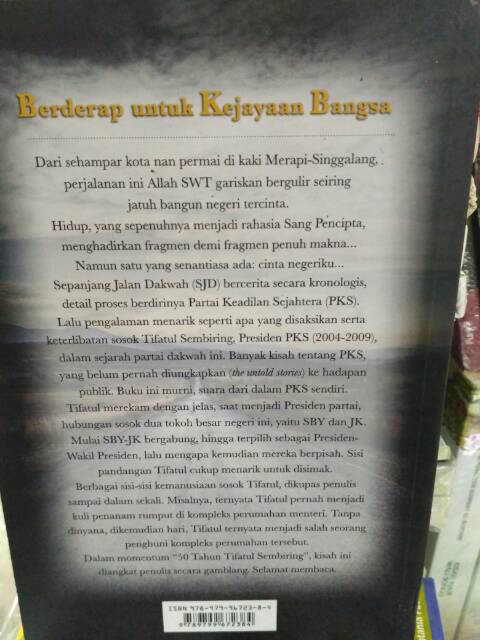 Berderap untuk Kejayaan Bangsa
Dari sehampar kota nan permai di kaki Merapi-Singgalang,
perjalanan ini Allah SWT gariskan bergulir seiring
jatuh bangun negeri tercinta.
Hidup, yang sepenuhnya menjadi rahasia Sang Pencipta,
menghadirkan fragmen demi fragmen penuh makna...
Namun satu yang senantiasa ada: cinta negeriku...
Sepanjang Jalan Dakwah (SJD) bercerita secara kronologis,
detail proses berdirinya Partai Keadilan Sejahtera (PKS).
Lalu pengalaman menarik seperti apa yang disaksikan serta
keterlibatan sosok Tifatul Sembiring, Presiden PKS (2004-2009),
dalam sejarah partai dakwah ini. Banyak kisah tentang PKS,
yang belum pernah diungkapkan (the untold stories) ke hadapan
publik. Buku ini murni, suara dari dalam PKS sendiri.
Tifatul merekam dengan jelas, saat menjadi Presiden partai,
hubungan sosok dua tokoh besar negeri ini, yaitu SBY dan JK.
Mulai SBY-JK bergabung, hingga terpilih sebagai Presiden-
Wakil Presiden, lalu mengapa kemudian mereka berpisah. Sisi
pandangan Tifatul cukup menarik untuk disimak.
Berbagai sisi-sisi kemanusiaan sosok Tifatul, dikupas penulis
sampai dalam sekali. Misalnya, ternyata Tifatul pernah menjadi
kuli penanam rumput di kompleks perumahan menteri. Tanpa
dinyana, dikemudian hari, Tifatul ternyata menjadi salah seorang
penghuni kompleks perumahan tersebut.
Dalam momentum "50 Tahun Tifatul Sembiring", kisah ini
diangkat penulis secara gamblang. Selamat membaca.
ISBN 978-979-96723-8-4
9789799672384